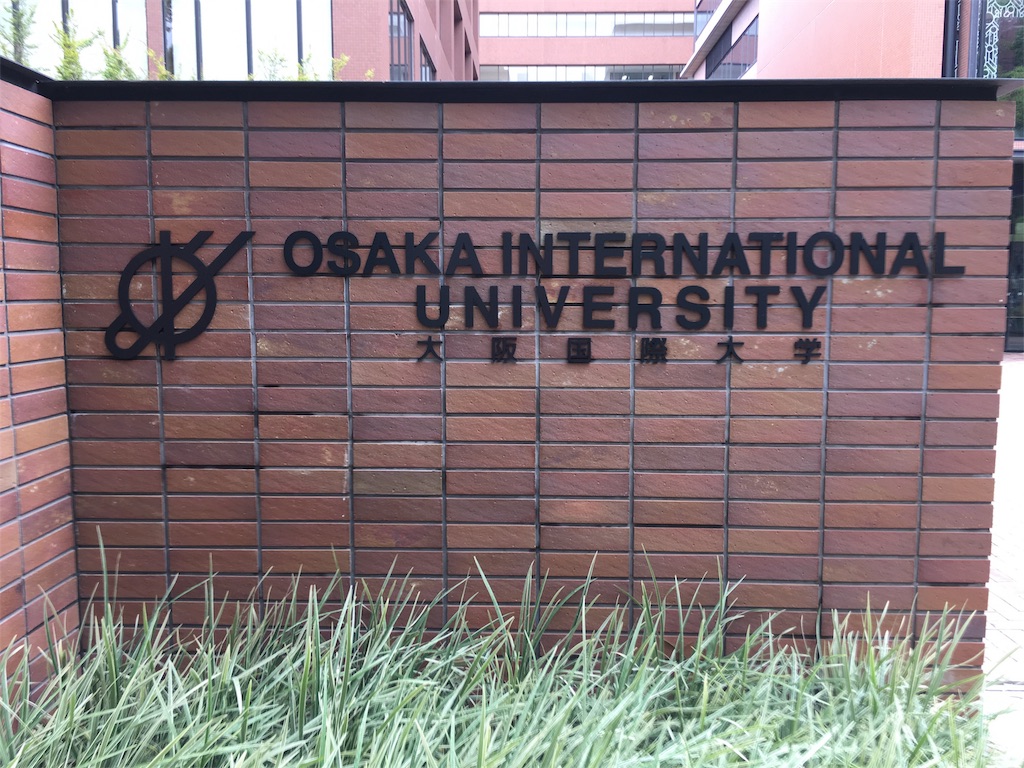 OSAKA INTERNATIONAL
UNIVERSITY
大阪国際大学